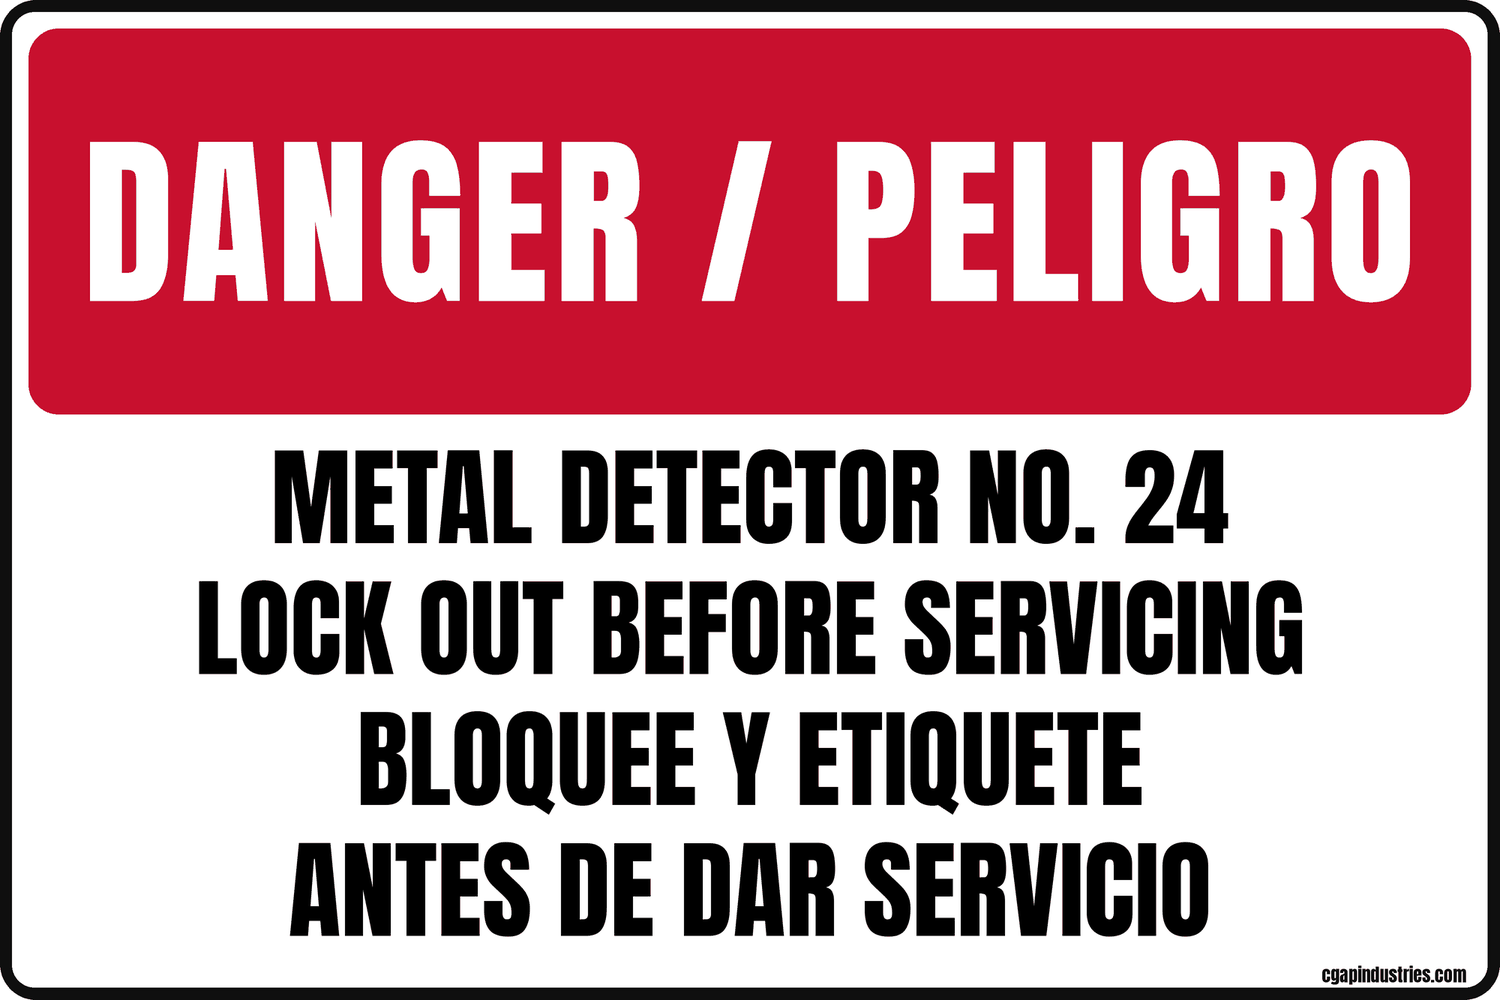 DANGER / PELIGRO
METAL DETECTOR NO. 24
LOCK OUT BEFORE SERVICING
BLOQUEE Y ETIQUETE
ANTES DE DAR SERVICIO
cgapindustries.com